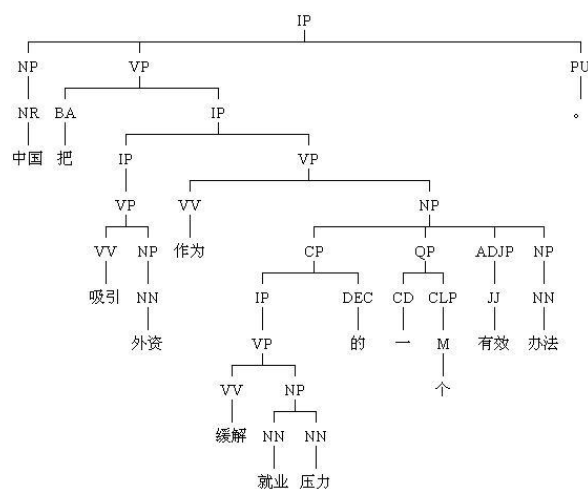 IP
NP VP PU
NR BA IP 。
中国 把 IP VP
VP VV NP
VV NP 作为 CP QP ADJP NP
吸引 NN IP DEC CD CLP JJ NN
外资 VP 的 一 M 有效 办法
VV NP 个
缓解 NN NN
就业 压力